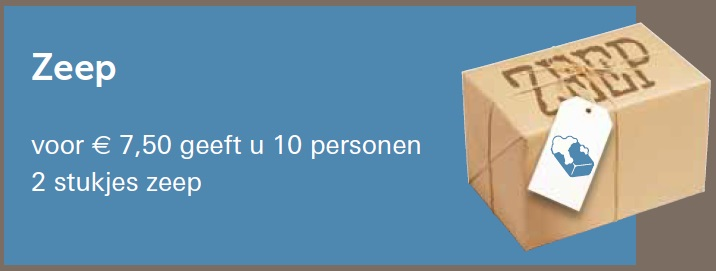 Zeep
voor € 7,50 geeft u 10 personen
2 stukjes zeep
ZEEP